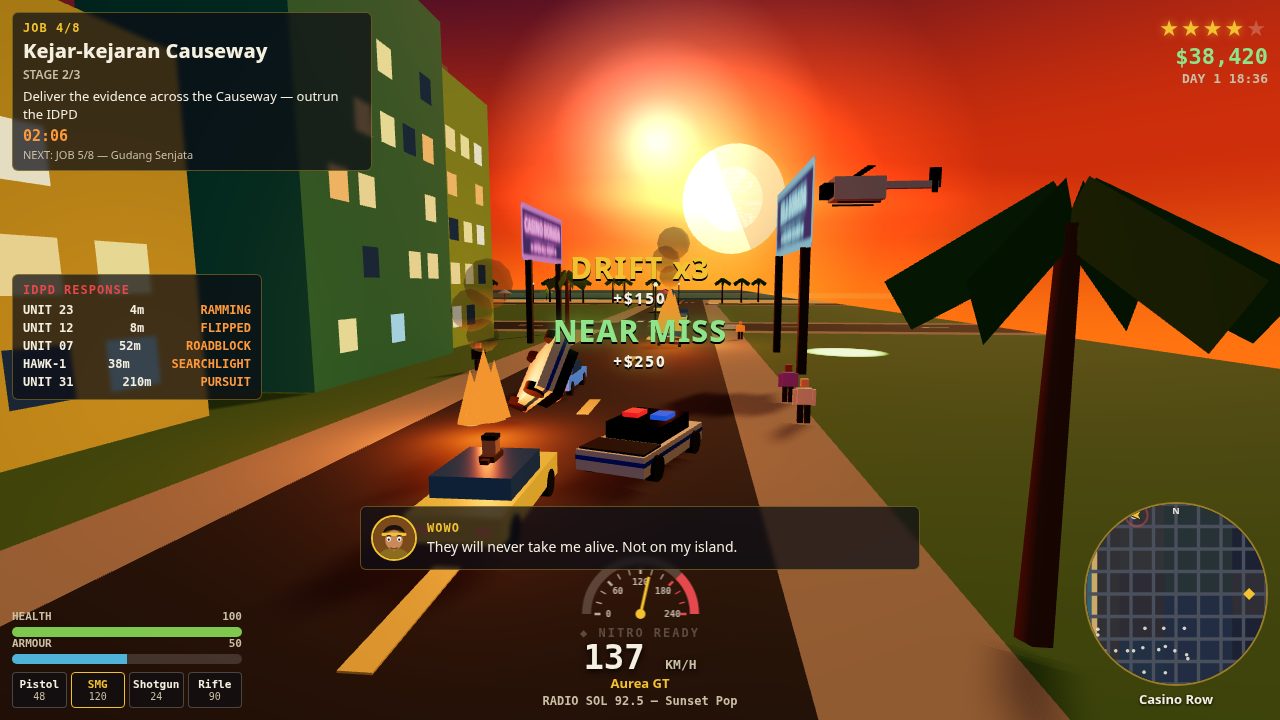 JOB 4/8
Kejar-kejaran Causeway
STAGE 2/3
Deliver the evidence across the Causeway — outrun
the IDPD
02:06
NEXT: JOB 5/8 — Gudang Senjata
★★★★★
$38,420
DAY 1 18:36
IDPD RESPONSE
UNIT 23 4m RAMMING
UNIT 12 8m FLIPPED
UNIT 07 52m ROADBLOCK
HAWK-1 38m SEARCHLIGHT
UNIT 31 210m PURSUIT
DRIFT x3
+$150
NEAR MISS
+$250
WOWO
They will never take me alive. Not on my island.
0 60 120 180 240
◆ NITRO READY
137 KM/H
Aurea GT
RADIO SOL 92.5 — Sunset Pop
HEALTH 100
ARMOUR 50
Pistol 48
SMG 120
Shotgun 24
Rifle 90
N
Casino Row